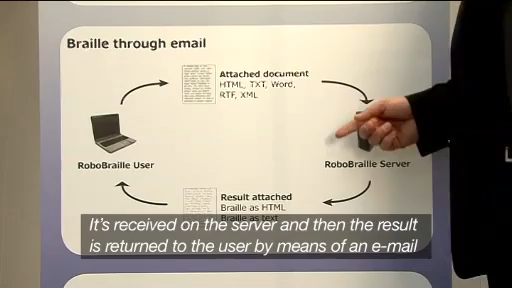 Braille through email
Attached document
HTML, TXT, Word,
RTF, XML
RoboBraille User
RoboBraille Server
Result attached
Braille as HTML
Braille as text
It's received on the server and then the result
is returned to the user by means of an e-mail